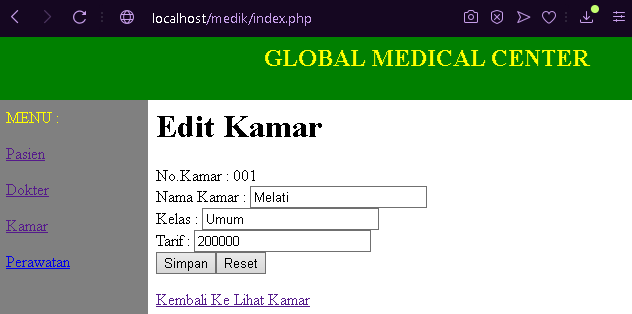 localhost/medik/index.php
GLOBAL MEDICAL CENTER
MENU :
Pasien
Dokter
Kamar
Perawatan
Edit Kamar
No.Kamar : 001
Nama Kamar : Melati
Kelas : Umum
Tarif : 200000
Simpan Reset
Kembali Ke Lihat Kamar